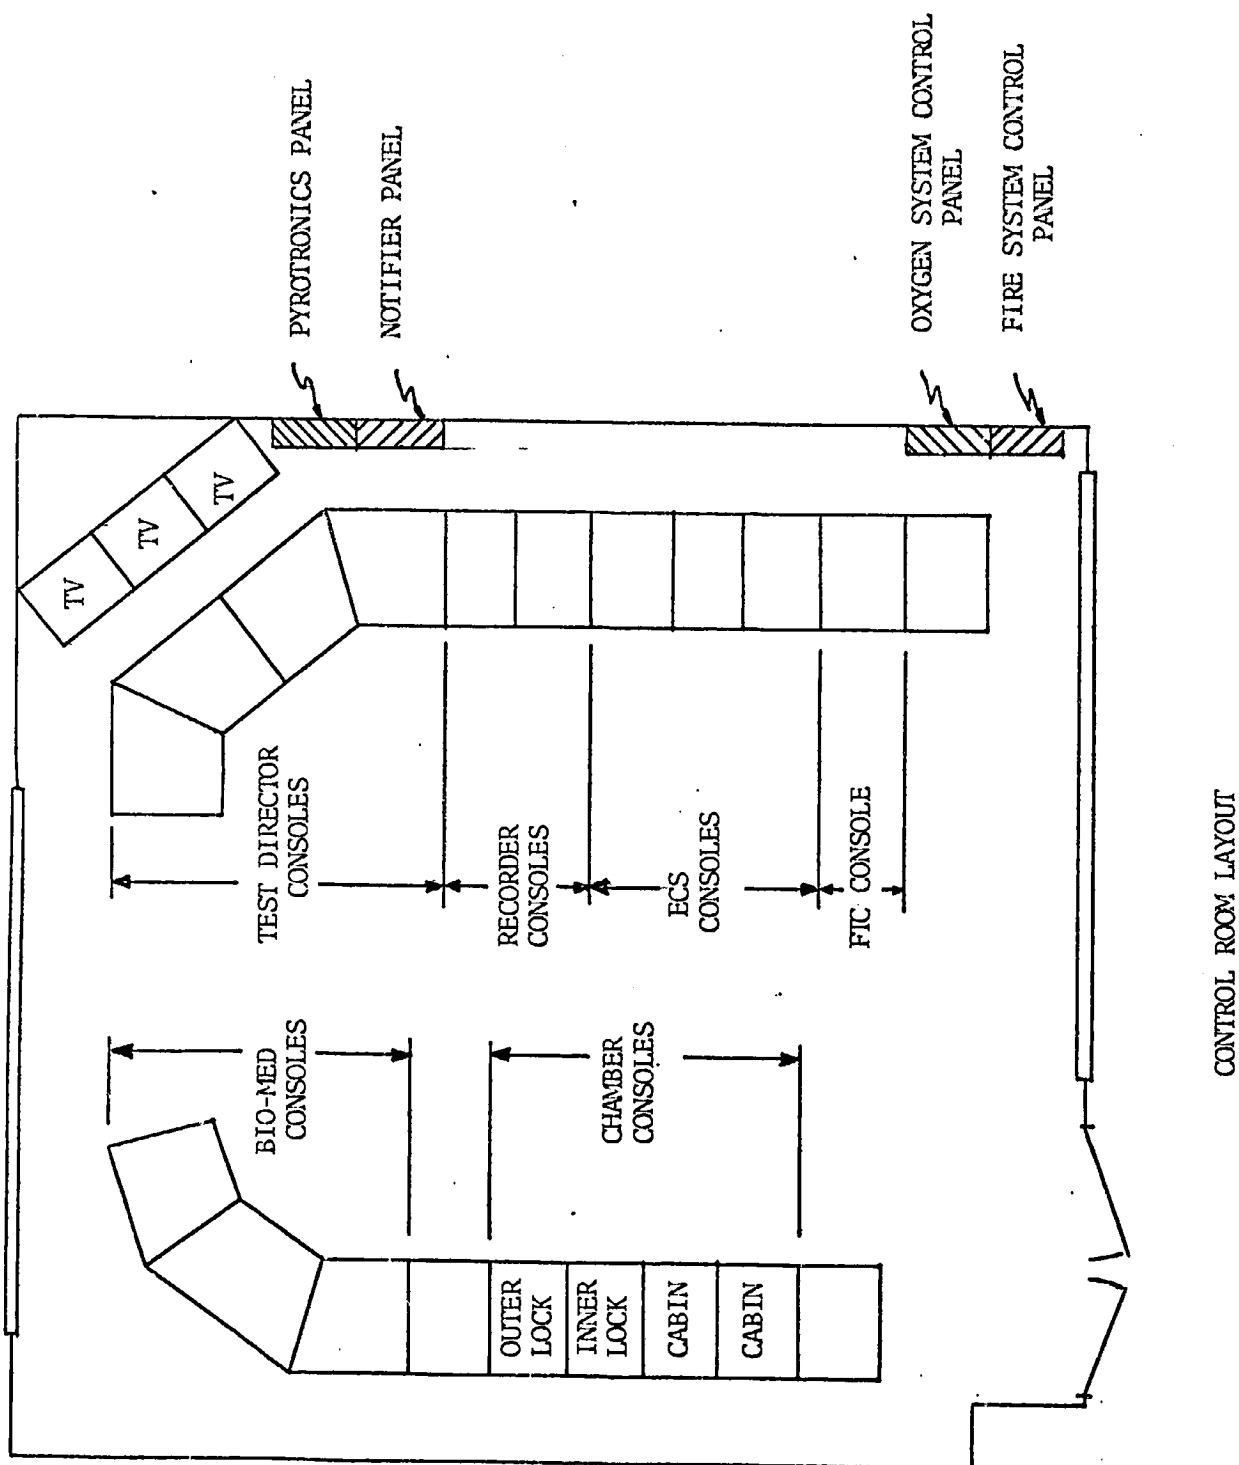 PYROTRONICS PANEL
NOTIFIER PANEL
OXYGEN SYSTEM CONTROL
PANEL
FIRE SYSTEM CONTROL
PANEL
TV
TV
TV
TEST DIRECTOR
CONSOLES
RECORDER
CONSOLES
ECS
CONSOLES
FTC CONSOLE
BIO-MED
CONSOLES
CHAMBER
CONSOLES
OUTER
LOCK
INNER
LOCK
CABIN
CABIN
CONTROL ROOM LAYOUT